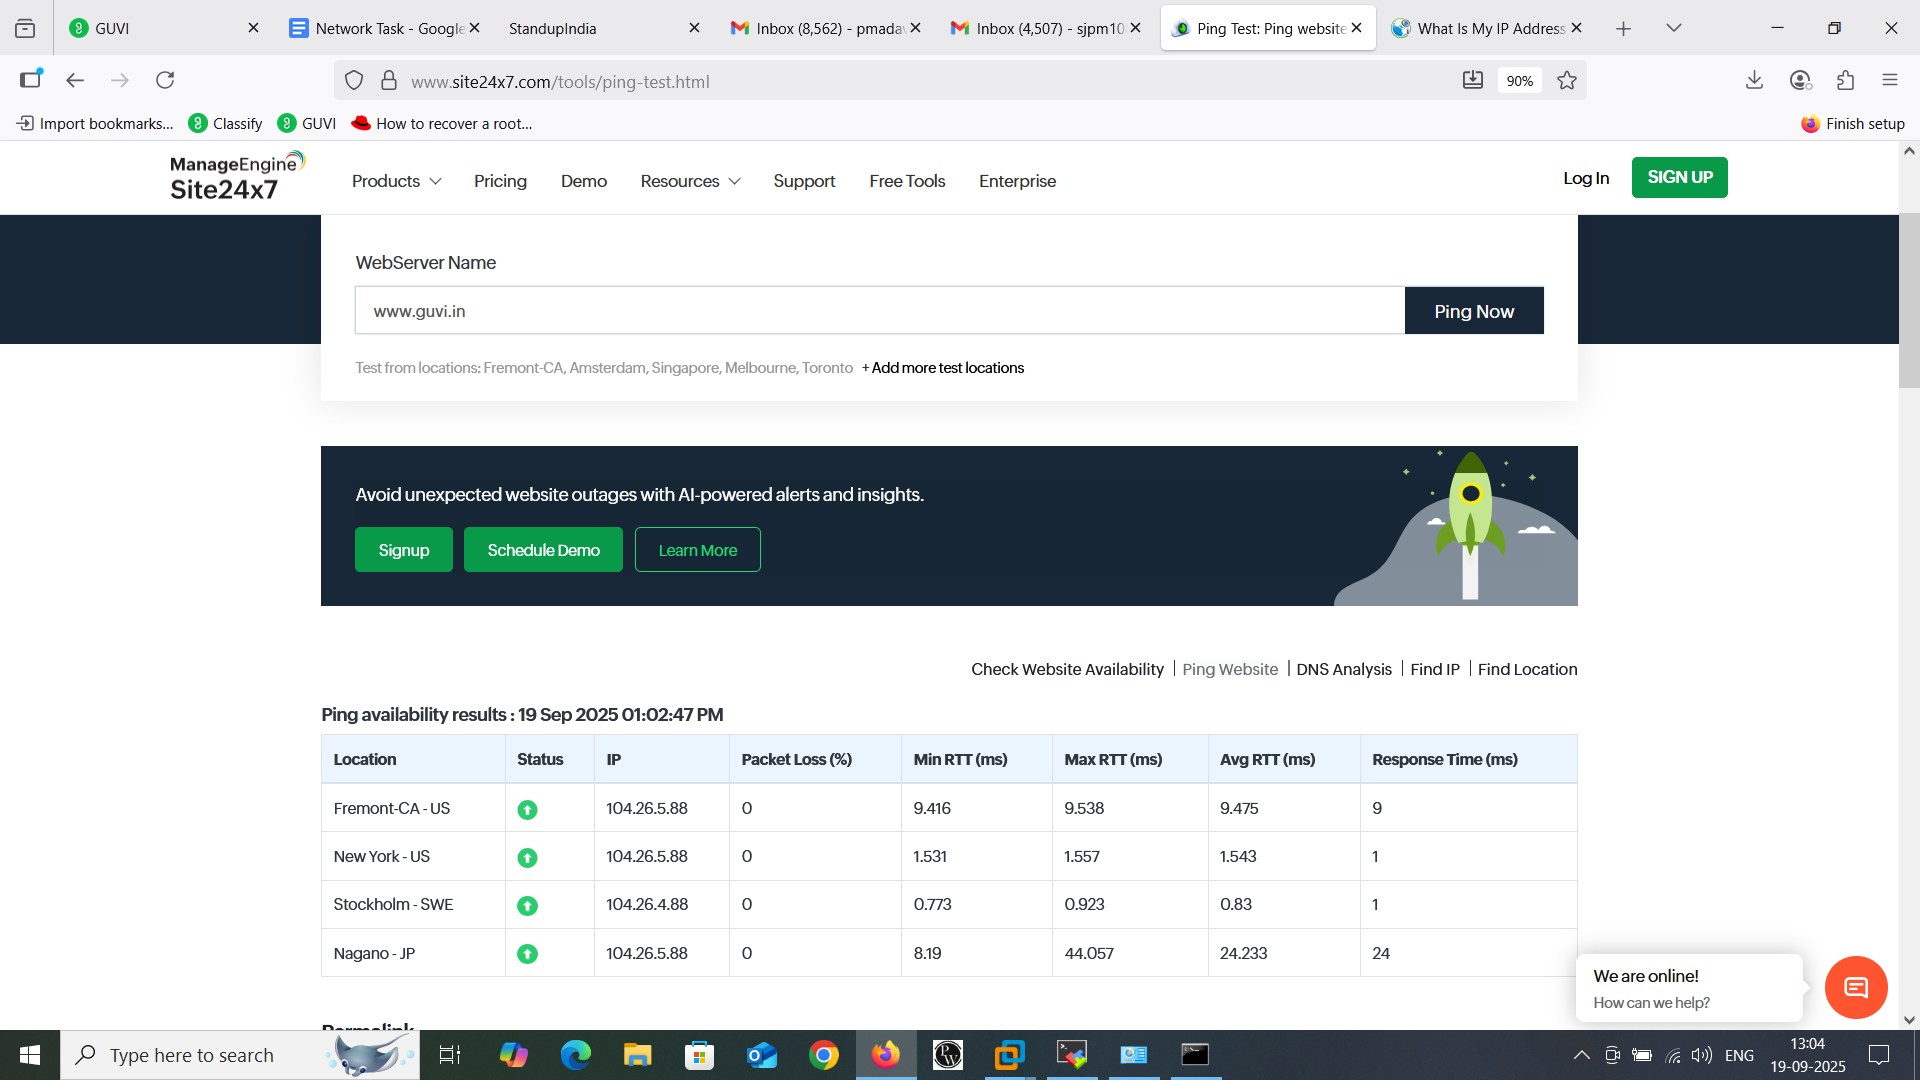 GUVI
Network Task - Google
StandupIndia
Inbox (8,562) - pmada
Inbox (4,507) - sjpm10
Ping Test: Ping website
What Is My IP Address
www.site24x7.com/tools/ping-test.html
90%
Import bookmarks...
Classify
GUVI
How to recover a root...
Finish setup
ManageEngine
Site24x7
Products
Pricing
Demo
Resources
Support
Free Tools
Enterprise
Log In
SIGN UP
WebServer Name
www.guvi.in
Ping Now
Test from locations: Fremont-CA, Amsterdam, Singapore, Melbourne, Toronto + Add more test locations
Avoid unexpected website outages with AI-powered alerts and insights.
Signup
Schedule Demo
Learn More
Check Website Availability | Ping Website | DNS Analysis | Find IP | Find Location
Ping availability results : 19 Sep 2025 01:02:47 PM
Location Status IP Packet Loss (%) Min RTT (ms) Max RTT (ms) Avg RTT (ms) Response Time (ms)
Fremont-CA - US 104.26.5.88 0 9.416 9.538 9.475 9
New York - US 104.26.5.88 0 1.531 1.557 1.543 1
Stockholm - SWE 104.26.4.88 0 0.773 0.923 0.83 1
Nagano - JP 104.26.5.88 0 8.19 44.057 24.233 24
We are online!
How can we help?
Permalink
Type here to search
ENG
13:04
19-09-2025